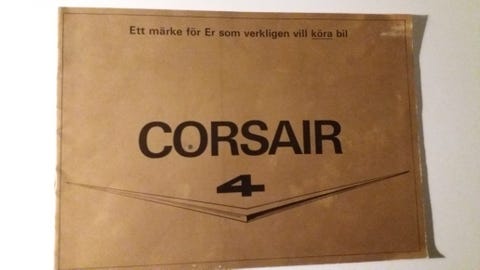 Ett märke för Er som verkligen vill köra bil
CORSAIR
4